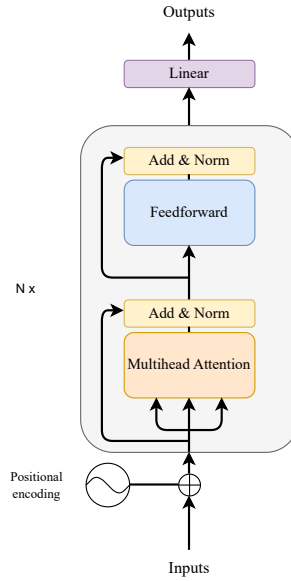 Outputs
Linear
Add & Norm
Feedforward
N x
Add & Norm
Multihead Attention
Positional
encoding
Inputs